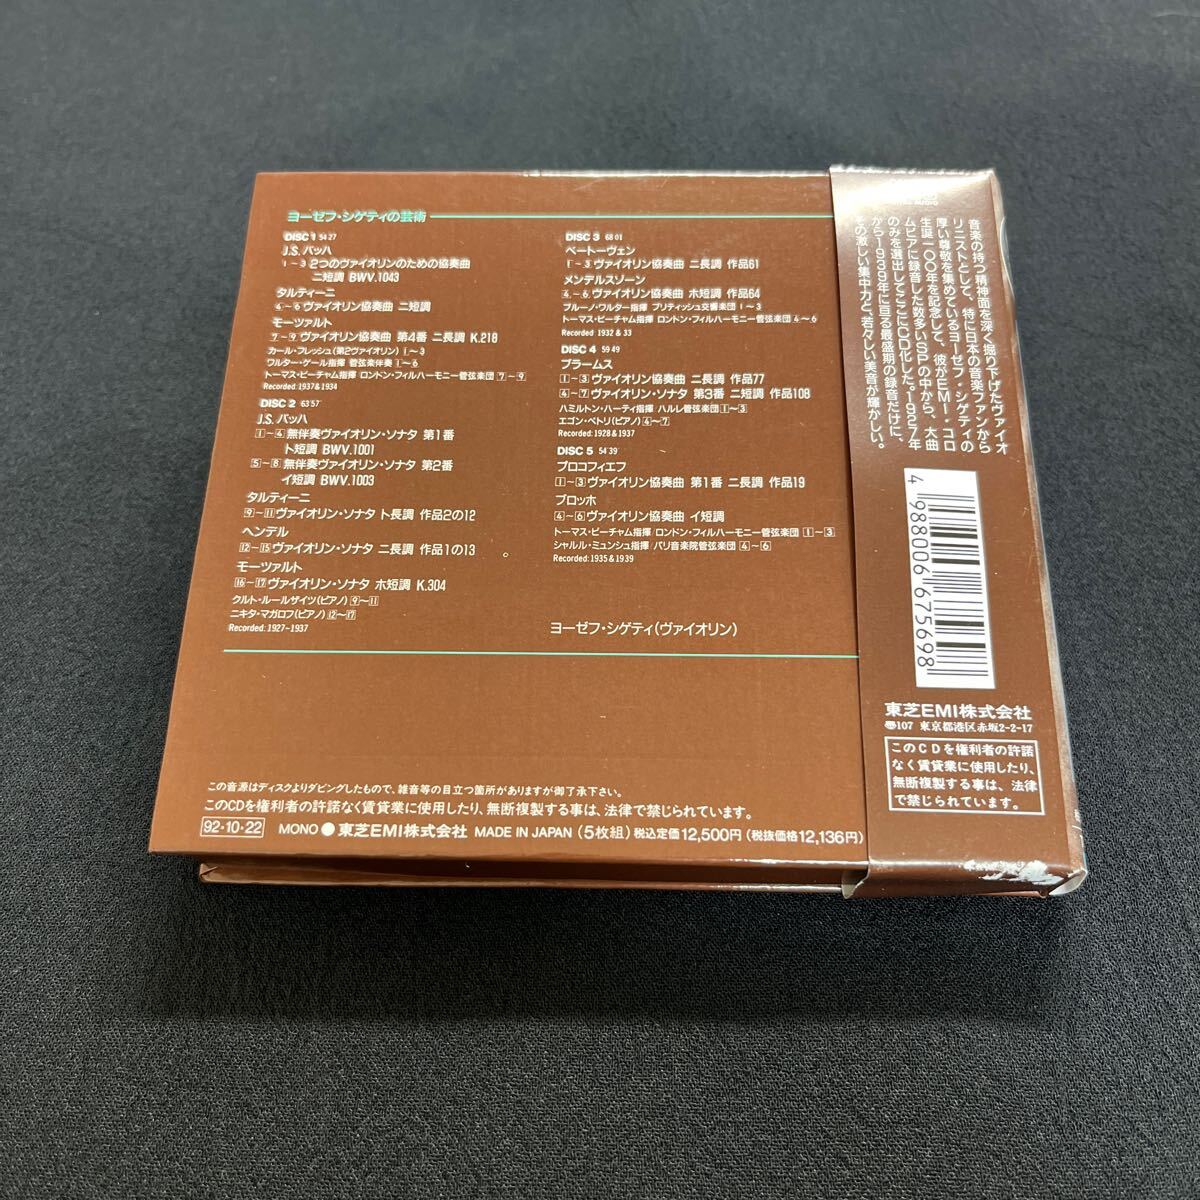 ヨーゼフ・シゲティの芸術
DISC 1 54 27
J.S. バッハ
1~3 2つのヴァイオリンのための協奏曲
ニ短調 BWV.1043
タルティーニ
4~6 ヴァイオリン協奏曲 ニ短調
モーツァルト
7~9 ヴァイオリン協奏曲 第4番 ニ長調 K.218
カール・フレッシュ(第2ヴァイオリン) 1~3
ワルター・ゲール指揮 管弦楽伴奏 1~6
トーマス・ビーチャム指揮 ロンドン・フィルハーモニー管弦楽団 7~9
Recorded: 1937 & 1934
DISC 2 63'57"
J.S. バッハ
1~4 無伴奏ヴァイオリン・ソナタ 第1番
ト短調 BWV.1001
5~8 無伴奏ヴァイオリン・ソナタ 第2番
イ短調 BWV.1003
タルティーニ
9~11 ヴァイオリン・ソナタ ト長調 作品2の12
ヘンデル
12~15 ヴァイオリン・ソナタ ニ長調 作品1の13
モーツァルト
16~17 ヴァイオリン・ソナタ ホ短調 K.304
クルト・ルールザイツ(ピアノ) 9~11
ニキタ・マガロフ(ピアノ) 12~17
Recorded: 1927~1937
DISC 3 68 01
ベートーヴェン
1~3 ヴァイオリン協奏曲 ニ長調 作品61
メンデルスゾーン
4~6 ヴァイオリン協奏曲 ホ短調 作品64
ブルーノ・ワルター指揮 ブリティッシュ交響楽団 1~3
トーマス・ビーチャム指揮 ロンドン・フィルハーモニー管弦楽団 4~6
Recorded: 1932 & 33
DISC 4 59 49
ブラームス
1~3 ヴァイオリン協奏曲 ニ長調 作品77
4~7 ヴァイオリン・ソナタ 第3番 ニ短調 作品108
ハミルトン・ハーティ指揮/ハルレ管弦楽団 1~3
エゴン・ペトリ(ピアノ) 4~7
Recorded: 1928 & 1937
DISC 5 54 39
プロコフィエフ
1~3 ヴァイオリン協奏曲 第1番 ニ長調 作品19
ブロッホ
4~6 ヴァイオリン協奏曲 イ短調
トーマス・ビーチャム指揮/ロンドン・フィルハーモニー管弦楽団 1~3
シャルル・ミュンシュ指揮/パリ音楽院管弦楽団 4~6
Recorded: 1935 & 1939
ヨーゼフ・シゲティ(ヴァイオリン)
この音源はディスクよりダビングしたもので、雑音等の目立つ箇所がありますが御了承下さい。
このCDを権利者の許諾なく賃貸業に使用したり、無断複製する事は、法律で禁じられています。
92・10・22 MONO ● 東芝EMI株式会社 MADE IN JAPAN (5枚組) 税込定価12,500円 (税抜価格12,136円)
音楽の持つ精神面を深く掘り下げたヴァイオ
リニストとして、特に日本の音楽ファンから
厚い尊敬を集めているヨーゼフ・シゲティの
生誕一〇〇年を記念して、彼がEMI・コロ
ムビアに録音した数多いSPの中から、大曲
のみを選出してここにCD化した。1927年
から1939年に亘る最盛期の録音だけに、
その激しい集中力と、若々しい美音が輝かしい。
4 988006 675698
東芝EMI株式会社
〒107 東京都港区赤坂2-2-17
このCDを権利者の許諾
なく賃貸業に使用したり、
無断複製する事は、法律
で禁じられています。